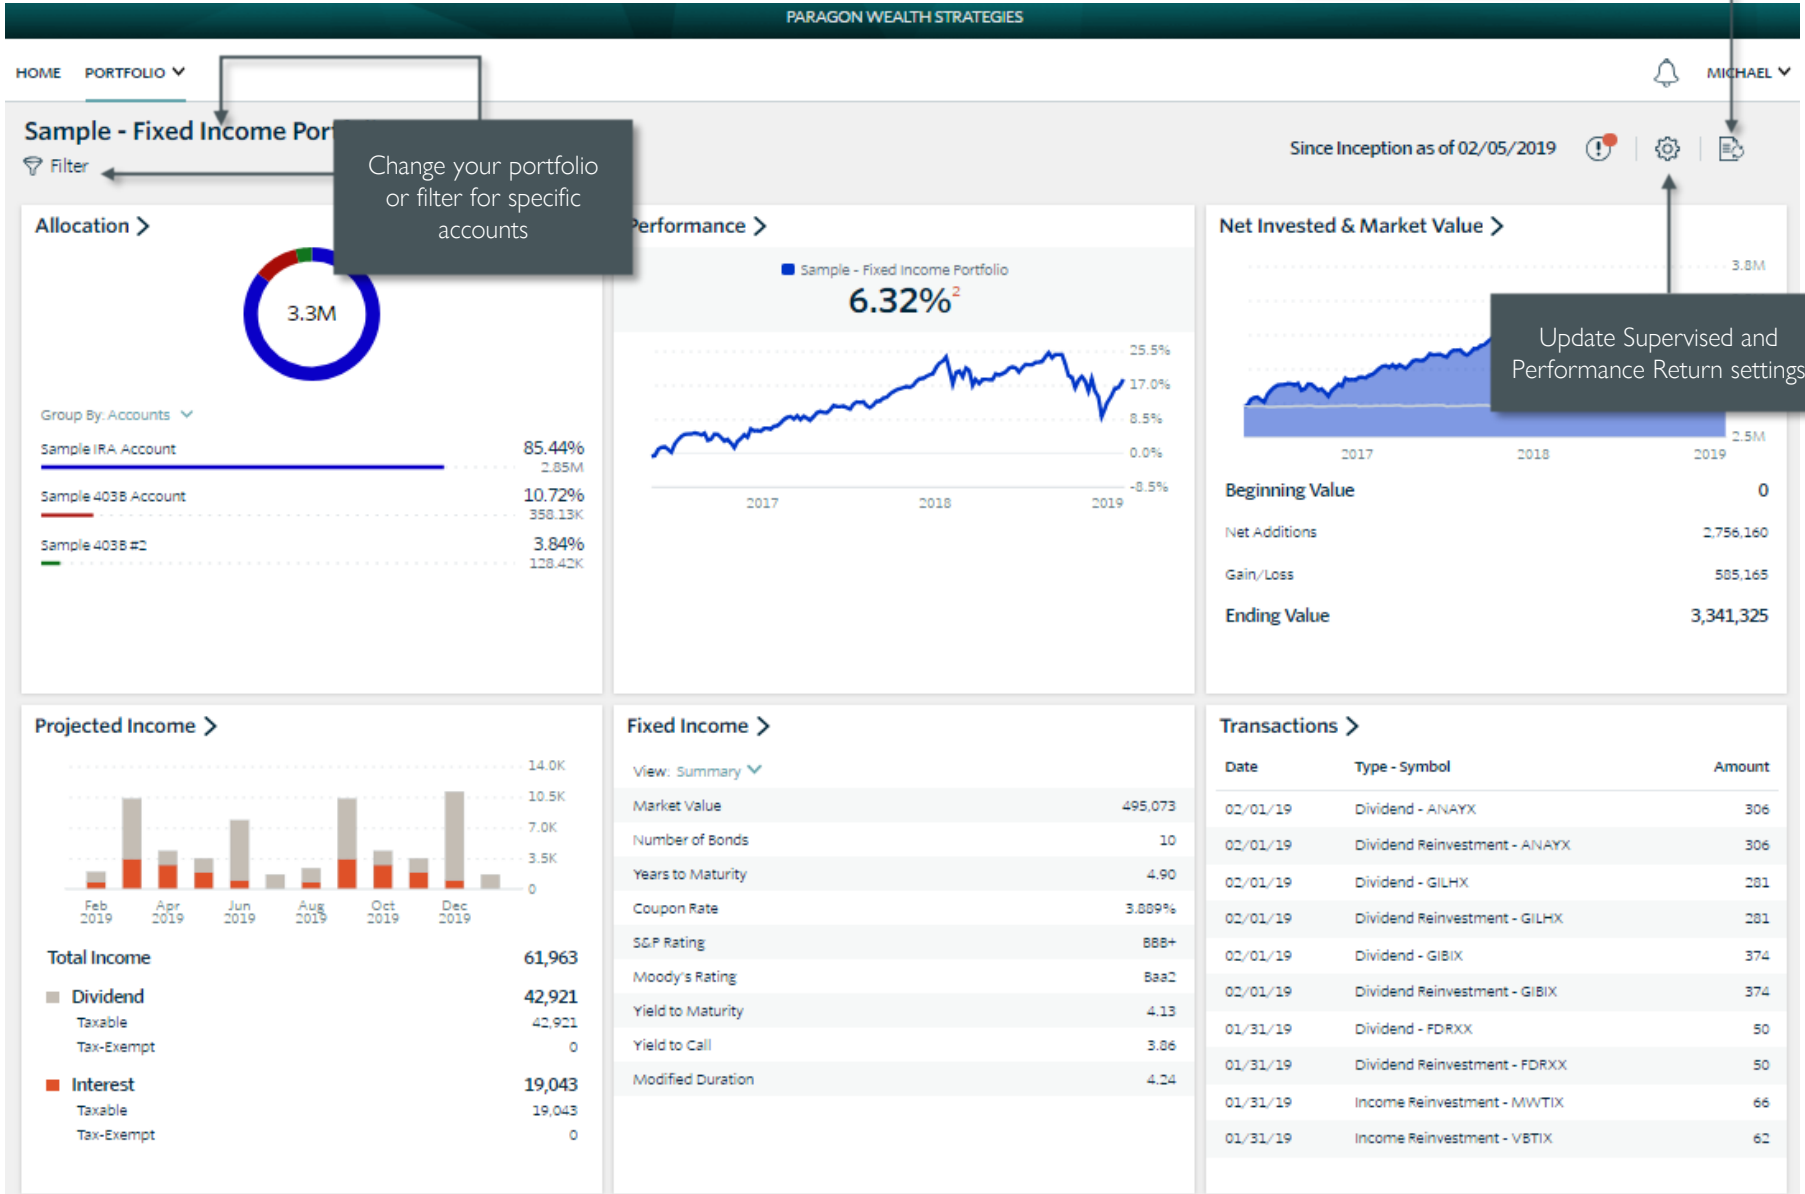 PARAGON WEALTH STRATEGIES
HOME PORTFOLIO
MICHAEL
Sample - Fixed Income
Filter
Change your portfolio
or filter for specific
accounts
Since Inception as of 02/05/2019
Allocation
3.3M
Group By: Accounts
Sample IRA Account 85.44%
2.85M
Sample 403B Account 10.72%
358.13K
Sample 403B #2 3.84%
128.42K
Performance
Sample - Fixed Income Portfolio
6.32%2
25.5%
17.0%
8.5%
0.0%
-8.5%
2017 2018 2019
Net Invested & Market Value
3.8M
Update Supervised and
Performance Return settings
2.5M
2017 2018 2019
Beginning Value 0
Net Additions 2,756,160
Gain/Loss 585,165
Ending Value 3,341,325
Projected Income
14.0K
10.5K
7.0K
3.5K
0
Feb Apr Jun Aug Oct Dec
2019 2019 2019 2019 2019 2019
Total Income 61,963
Dividend 42,921
Taxable 42,921
Tax-Exempt 0
Interest 19,043
Taxable 19,043
Tax-Exempt 0
Fixed Income
View: Summary
Market Value 495,073
Number of Bonds 10
Years to Maturity 4.90
Coupon Rate 3.889%
S&P Rating BBB+
Moody's Rating Baa2
Yield to Maturity 4.13
Yield to Call 3.86
Modified Duration 4.24
Transactions
Date Type - Symbol Amount
02/01/19 Dividend - ANAYX 306
02/01/19 Dividend Reinvestment - ANAYX 306
02/01/19 Dividend - GILHX 281
02/01/19 Dividend Reinvestment - GILHX 281
02/01/19 Dividend - GIBIX 374
02/01/19 Dividend Reinvestment - GIBIX 374
01/31/19 Dividend - FDRXX 50
01/31/19 Dividend Reinvestment - FDRXX 50
01/31/19 Income Reinvestment - MWTIX 66
01/31/19 Income Reinvestment - VBTIX 62